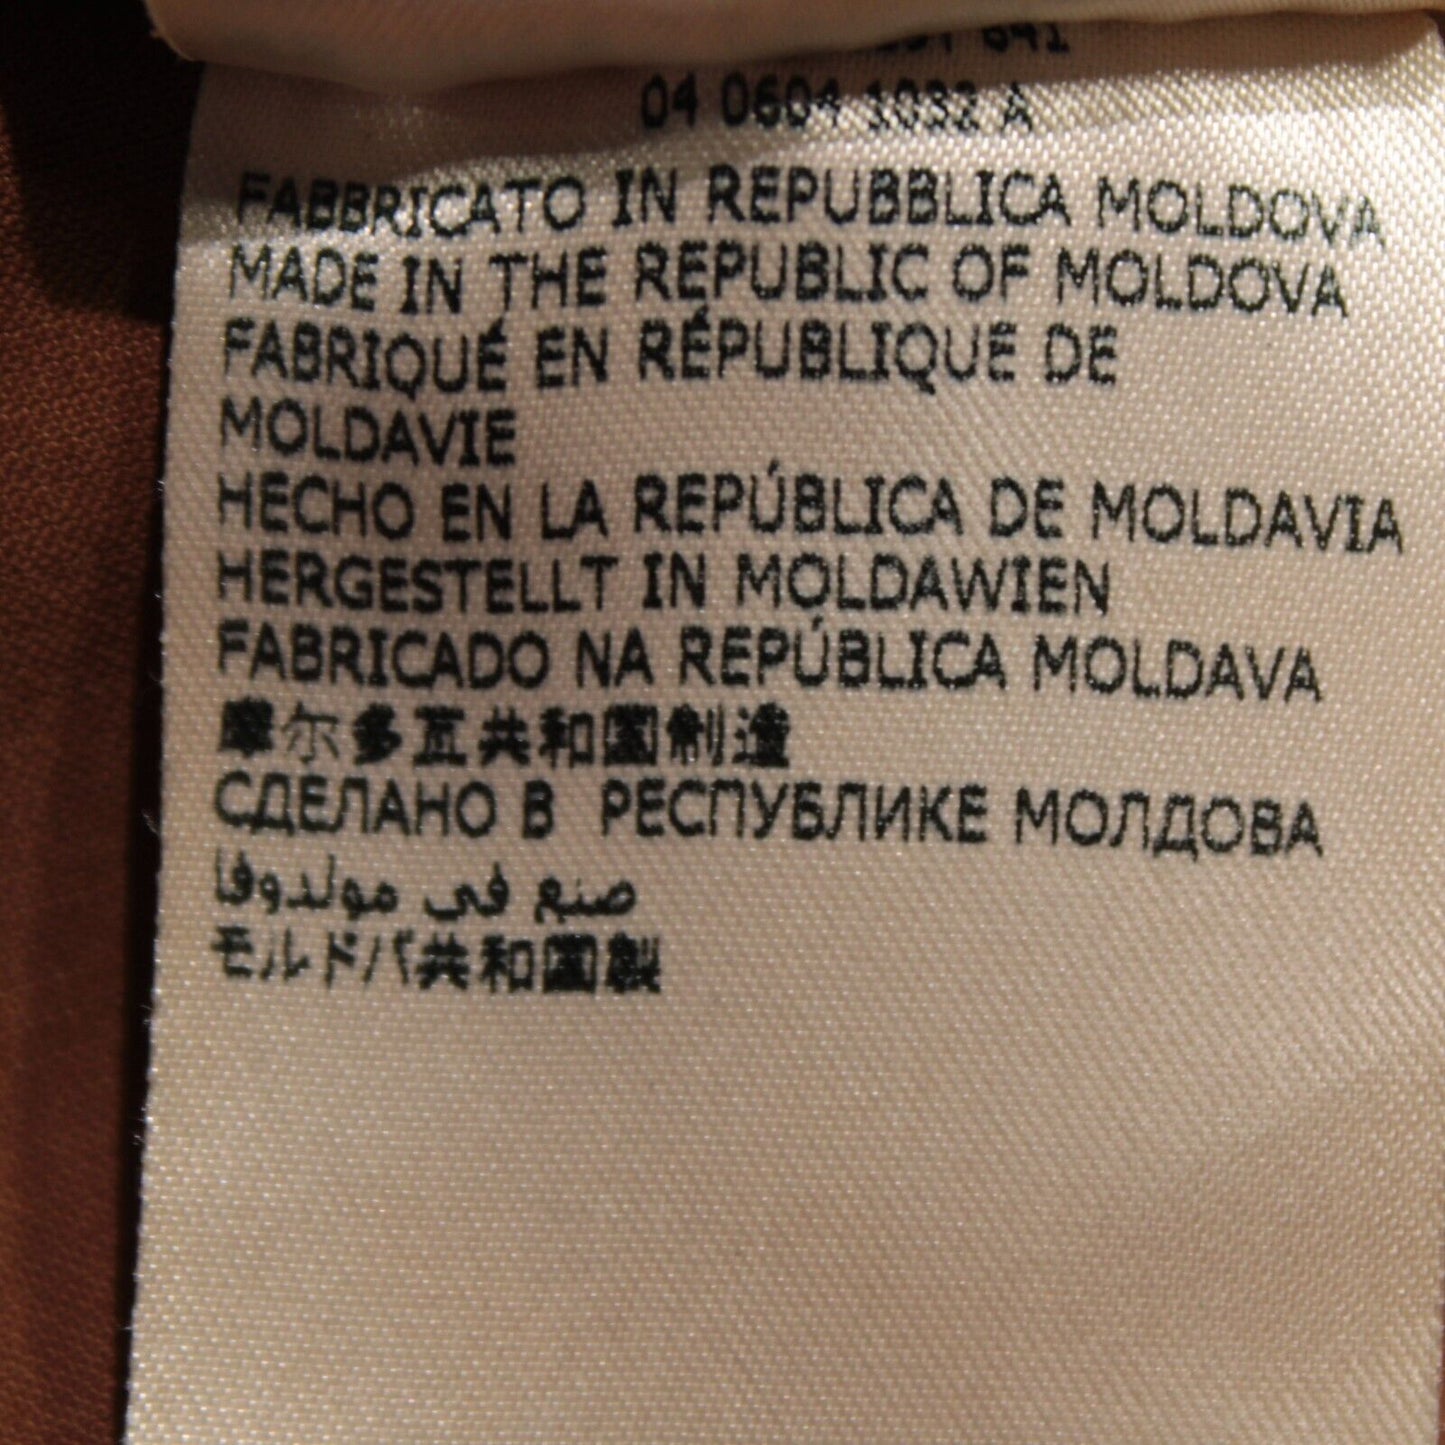 641
04 0604 1032 A
FABBRICATO IN REPUBBLICA MOLDOVA
MADE IN THE REPUBLIC OF MOLDOVA
FABRIQUÉ EN RÉPUBLIQUE DE
MOLDAVIE
HECHO EN LA REPÚBLICA DE MOLDAVIA
HERGESTELLT IN MOLDAWIEN
FABRICADO NA REPÚBLICA MOLDAVA
摩尔多瓦共和国制造
СДЕЛАНО В РЕСПУБЛИКЕ МОЛДОВА
صنع في مولدوفا
モルドバ共和国製